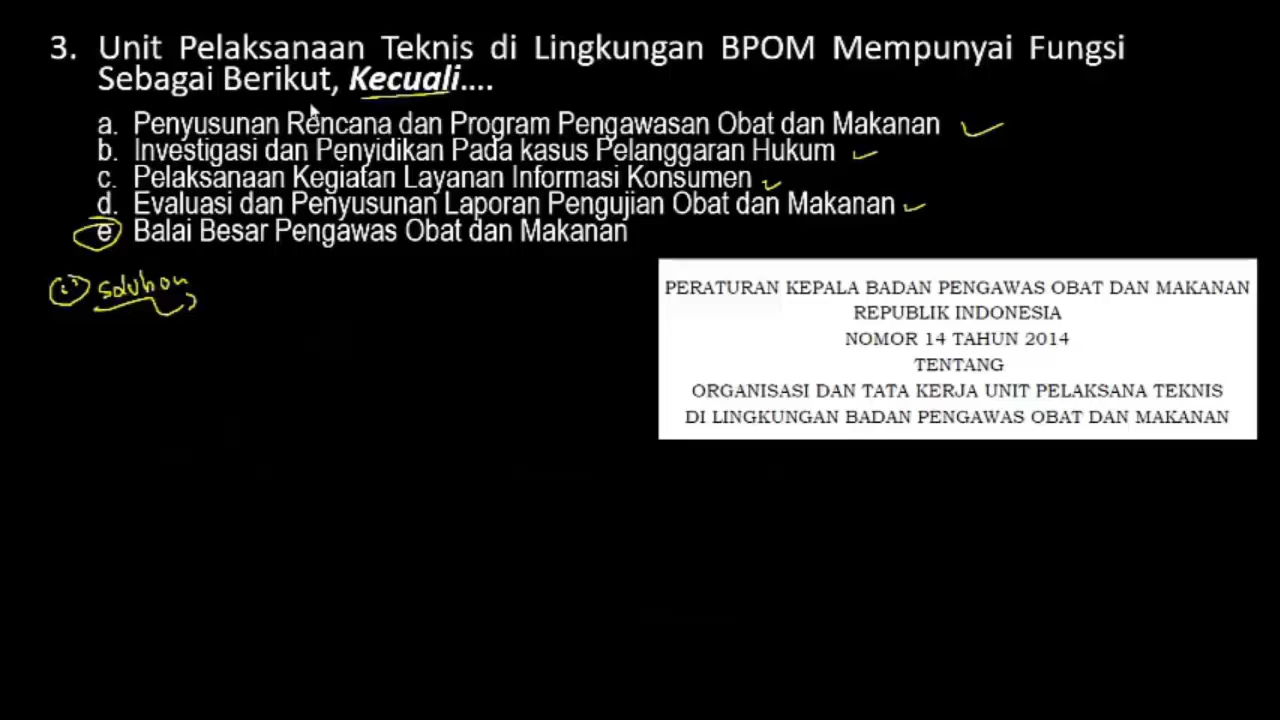 3. Unit Pelaksanaan Teknis di Lingkungan BPOM Mempunyai Fungsi
Sebagai Berikut, Kecuali....
a. Penyusunan Rencana dan Program Pengawasan Obat dan Makanan
b. Investigasi dan Penyidikan Pada kasus Pelanggaran Hukum
c. Pelaksanaan Kegiatan Layanan Informasi Konsumen
d. Evaluasi dan Penyusunan Laporan Pengujian Obat dan Makanan
e Balai Besar Pengawas Obat dan Makanan
Soluhon
PERATURAN KEPALA BADAN PENGAWAS OBAT DAN MAKANAN
REPUBLIK INDONESIA
NOMOR 14 TAHUN 2014
TENTANG
ORGANISASI DAN TATA KERJA UNIT PELAKSANA TEKNIS
DI LINGKUNGAN BADAN PENGAWAS OBAT DAN MAKANAN